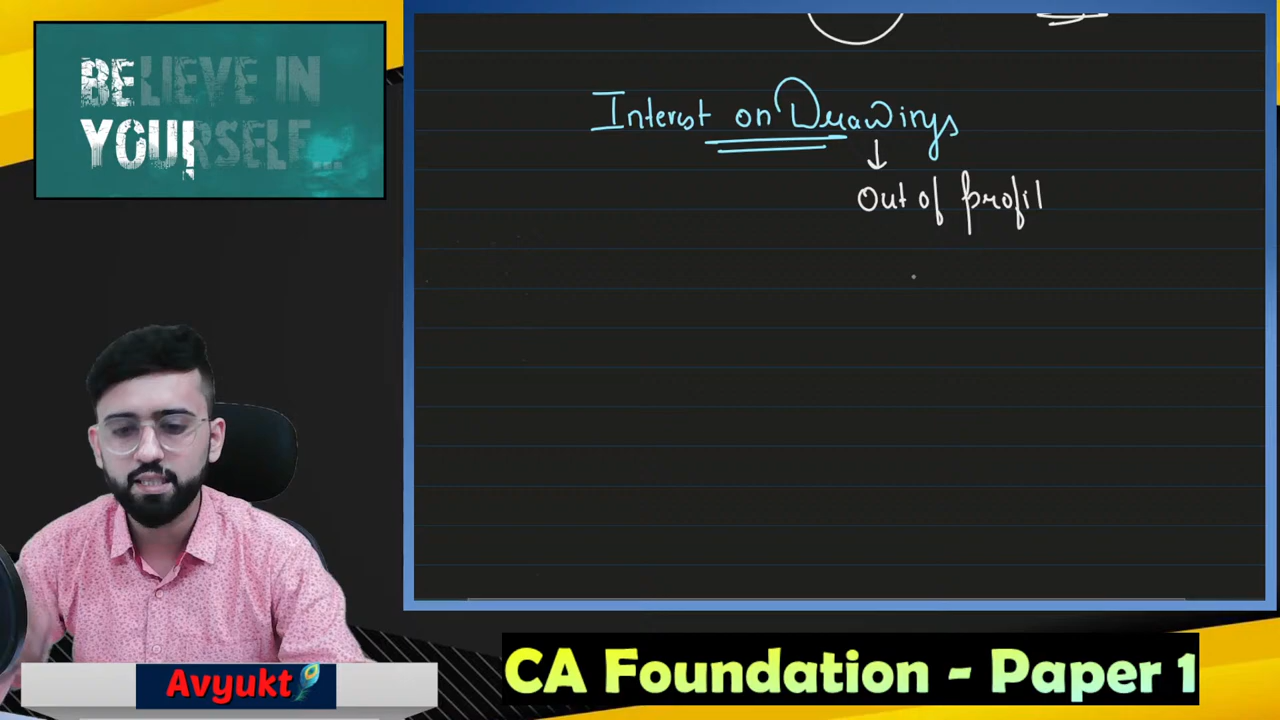 BELIEVE IN
YOURSELF...
Interest on Drawings
Out of profit
Avyukt
CA Foundation - Paper 1